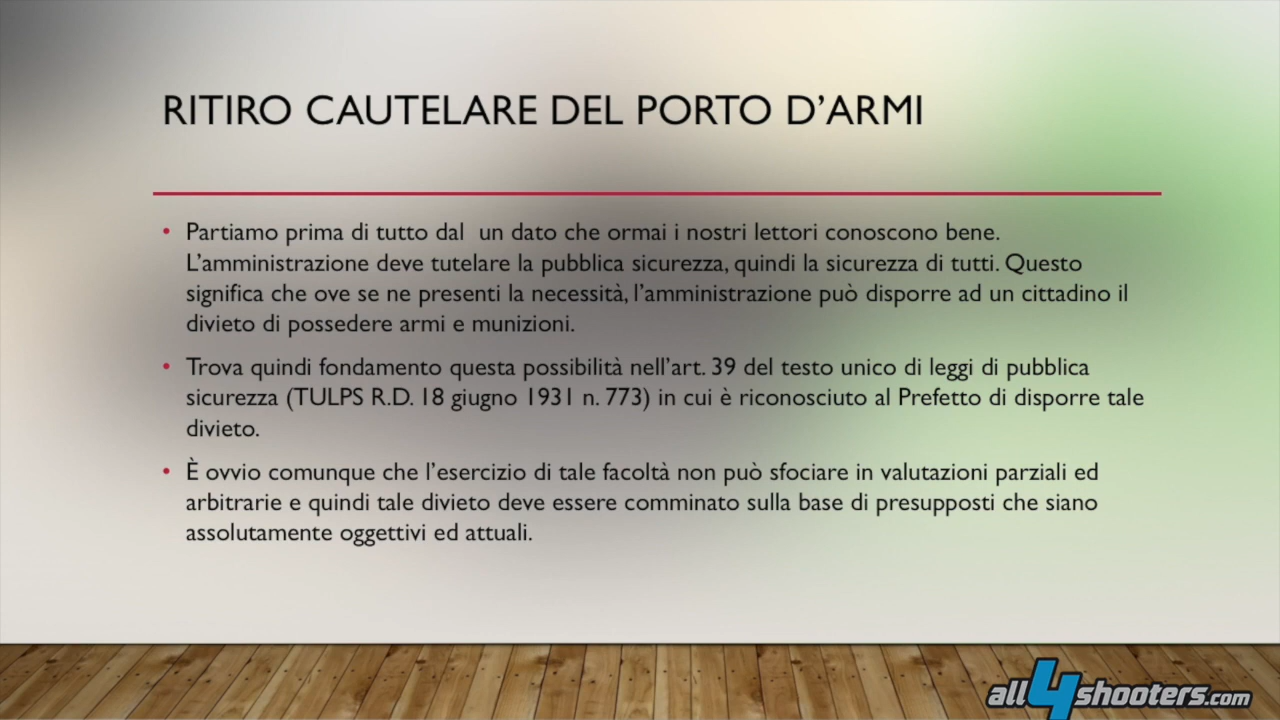 RITIRO CAUTELARE DEL PORTO D’ARMI
• Partiamo prima di tutto dal un dato che ormai i nostri lettori conoscono bene.
L’amministrazione deve tutelare la pubblica sicurezza, quindi la sicurezza di tutti. Questo
significa che ove se ne presenti la necessità, l’amministrazione può disporre ad un cittadino il
divieto di possedere armi e munizioni.
• Trova quindi fondamento questa possibilità nell’art. 39 del testo unico di leggi di pubblica
sicurezza (TULPS R.D. 18 giugno 1931 n. 773) in cui è riconosciuto al Prefetto di disporre tale
divieto.
• È ovvio comunque che l’esercizio di tale facoltà non può sfociare in valutazioni parziali ed
arbitrarie e quindi tale divieto deve essere comminato sulla base di presupposti che siano
assolutamente oggettivi ed attuali.
all4shooters.com